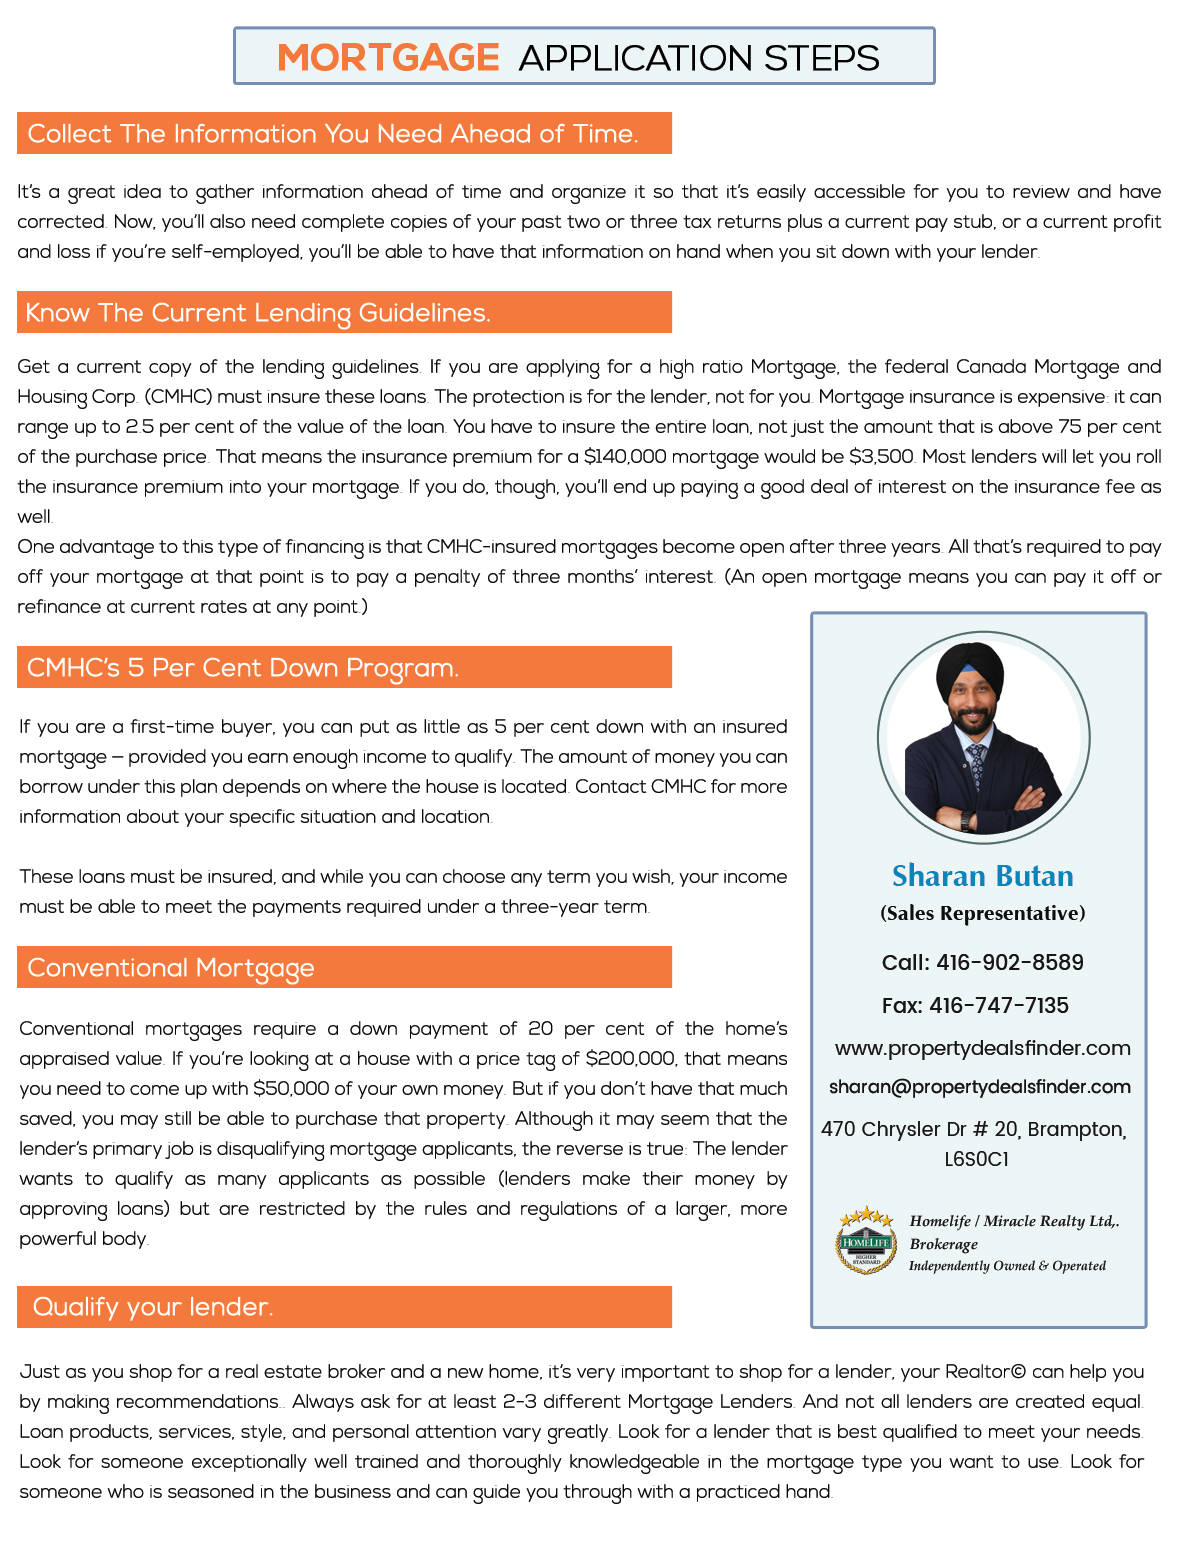 MORTGAGE APPLICATION STEPS
Collect The Information You Need Ahead of Time.
It's a great idea to gather information ahead of time and organize it so that it's easily accessible for you to review and have
corrected. Now, you'll also need complete copies of your past two or three tax returns plus a current pay stub, or a current profit
and loss if you're self-employed, you'll be able to have that information on hand when you sit down with your lender.
Know The Current Lending Guidelines.
Get a current copy of the lending guidelines. If you are applying for a high ratio Mortgage, the federal Canada Mortgage and
Housing Corp. (CMHC) must insure these loans. The protection is for the lender, not for you. Mortgage insurance is expensive: it can
range up to 2.5 per cent of the value of the loan. You have to insure the entire loan, not just the amount that is above 75 per cent
of the purchase price. That means the insurance premium for a $140,000 mortgage would be $3,500. Most lenders will let you roll
the insurance premium into your mortgage. If you do, though, you'll end up paying a good deal of interest on the insurance fee as
well.
One advantage to this type of financing is that CMHC-insured mortgages become open after three years. All that's required to pay
off your mortgage at that point is to pay a penalty of three months' interest. (An open mortgage means you can pay it off or
refinance at current rates at any point.)
CMHC's 5 Per Cent Down Program.
If you are a first-time buyer, you can put as little as 5 per cent down with an insured
mortgage – provided you earn enough income to qualify. The amount of money you can
borrow under this plan depends on where the house is located. Contact CMHC for more
information about your specific situation and location.
These loans must be insured, and while you can choose any term you wish, your income
must be able to meet the payments required under a three-year term.
Conventional Mortgage
Conventional mortgages require a down payment of 20 per cent of the home's
appraised value. If you're looking at a house with a price tag of $200,000, that means
you need to come up with $50,000 of your own money. But if you don't have that much
saved, you may still be able to purchase that property. Although it may seem that the
lender's primary job is disqualifying mortgage applicants, the reverse is true: The lender
wants to qualify as many applicants as possible (lenders make their money by
approving loans) but are restricted by the rules and regulations of a larger, more
powerful body.
Sharan Butan
(Sales Representative)
Call: 416-902-8589
Fax: 416-747-7135
www.propertydealsfinder.com
sharan@propertydealsfinder.com
470 Chrysler Dr # 20, Brampton,
L6S0C1
HOMELIFE
HIGHER
STANDARD
Homelife / Miracle Realty Ltd,.
Brokerage
Independently Owned & Operated
Qualify your lender.
Just as you shop for a real estate broker and a new home, it's very important to shop for a lender, your Realtor© can help you
by making recommendations.. Always ask for at least 2-3 different Mortgage Lenders. And not all lenders are created equal.
Loan products, services, style, and personal attention vary greatly. Look for a lender that is best qualified to meet your needs.
Look for someone exceptionally well trained and thoroughly knowledgeable in the mortgage type you want to use. Look for
someone who is seasoned in the business and can guide you through with a practiced hand.